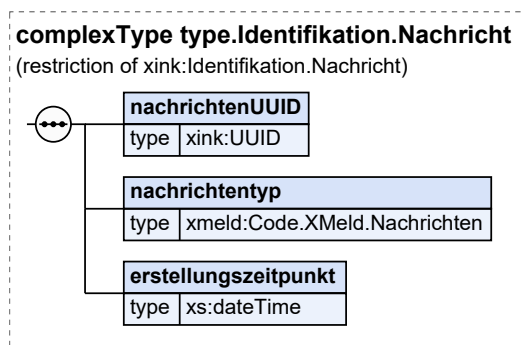 complexType type.Identifikation.Nachricht
(restriction of xink:Identifikation.Nachricht)
nachrichtenUUID
type xink:UUID
nachrichtentyp
type xmeld:Code.XMeld.Nachrichten
erstellungszeitpunkt
type xs:dateTime